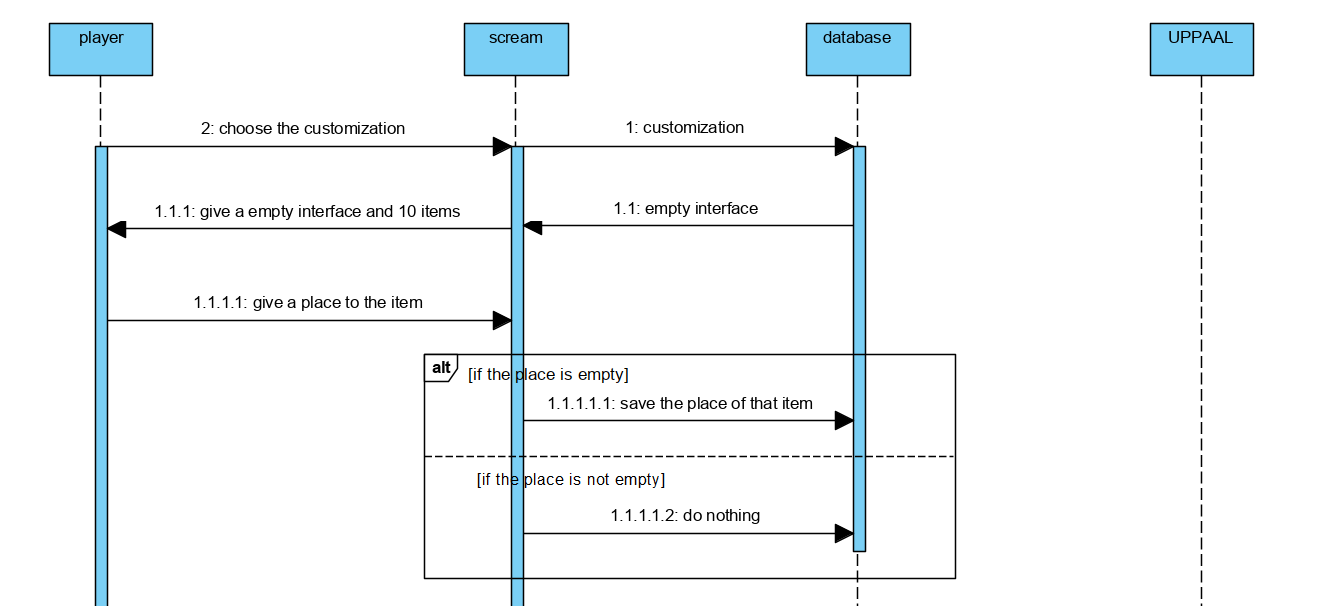 player
scream
database
UPPAAL
2: choose the customization
1: customization
1.1.1: give a empty interface and 10 items
1.1: empty interface
1.1.1.1: give a place to the item
alt
[if the place is empty]
1.1.1.1.1: save the place of that item
[if the place is not empty]
1.1.1.1.2: do nothing